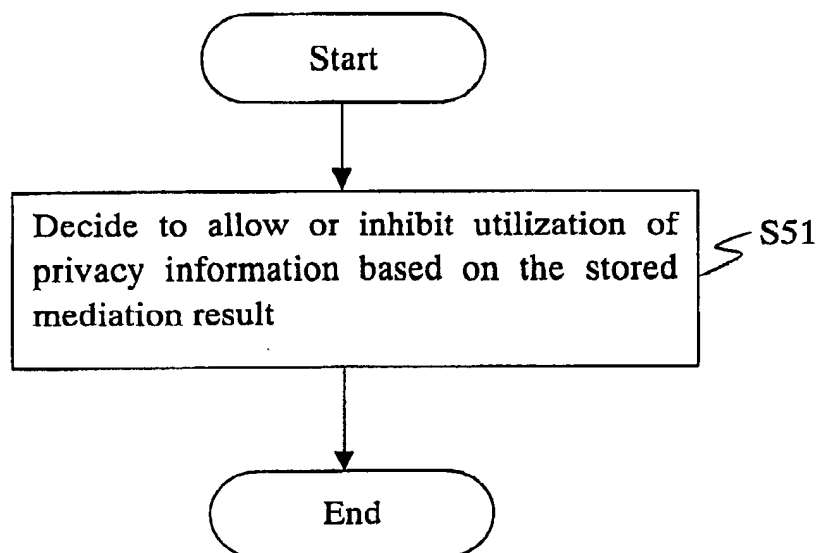 Start
Decide to allow or inhibit utilization of
privacy information based on the stored
mediation result
S51
End